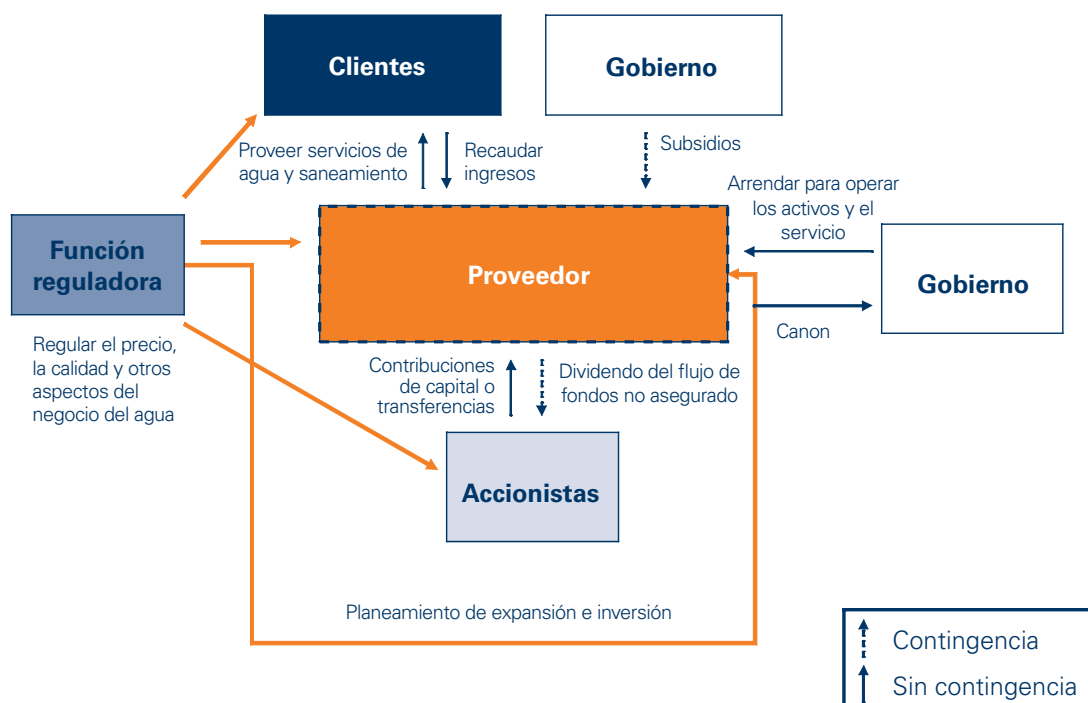 Clientes
Gobierno
Proveer servicios de
agua y saneamiento
Recaudar
ingresos
Subsidios
Arrendar para operar
los activos y el
servicio
Función
reguladora
Proveedor
Gobierno
Canon
Regular el precio,
la calidad y otros
aspectos del
negocio del agua
Contribuciones
de capital o
transferencias
Dividendo del flujo de
fondos no asegurado
Accionistas
Planeamiento de expansión e inversión
Contingencia
Sin contingencia